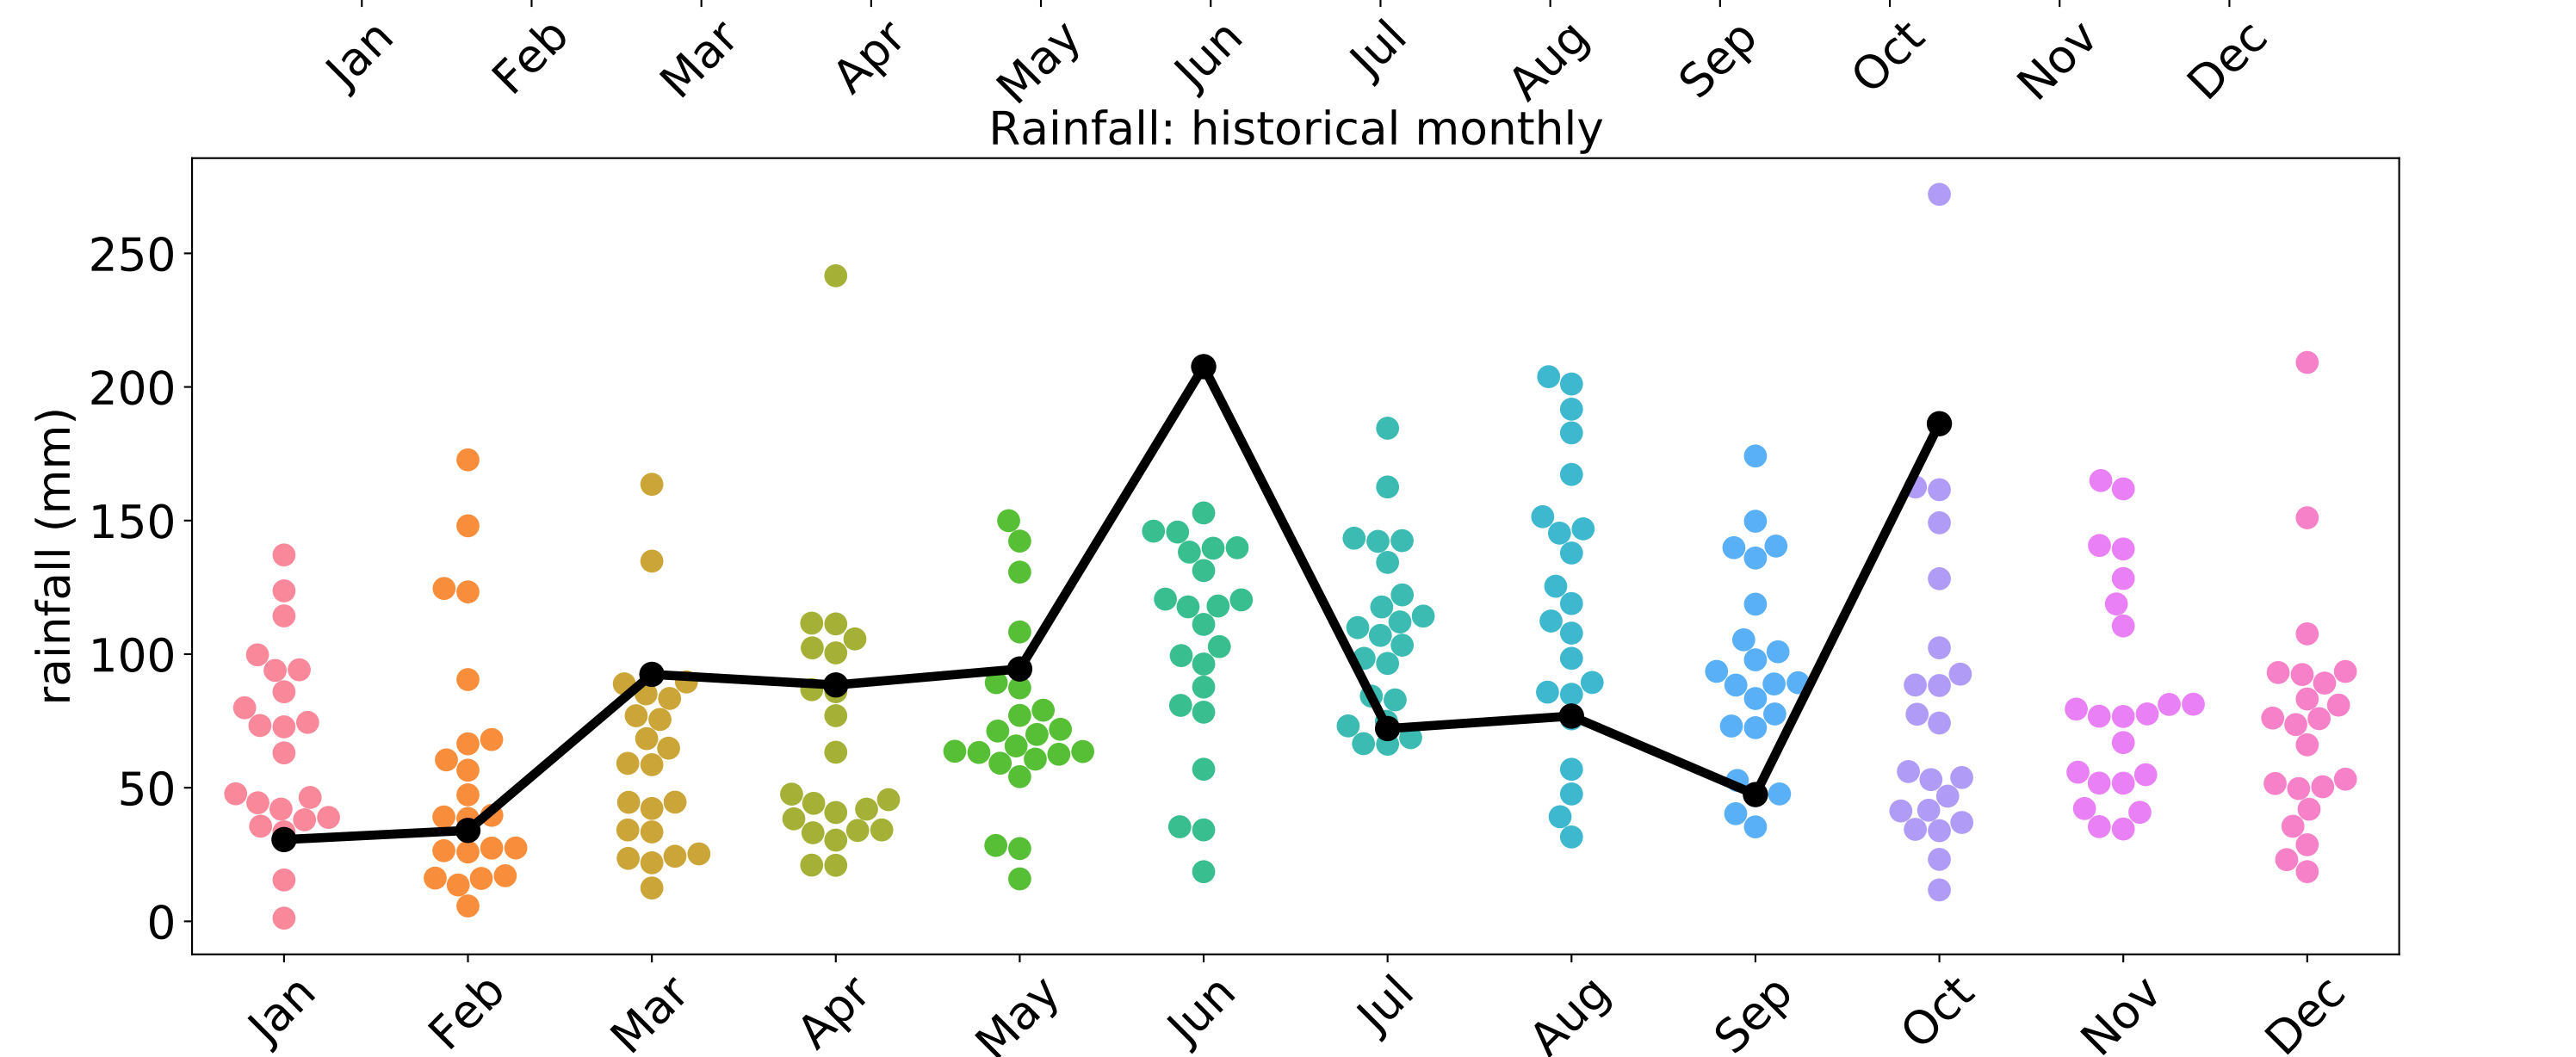 Jan Feb Mar Apr May Jun Jul Aug Sep Oct Nov Dec
Rainfall: historical monthly
rainfall (mm)
250
200
150
100
50
0
Jan Feb Mar Apr May Jun Jul Aug Sep Oct Nov Dec